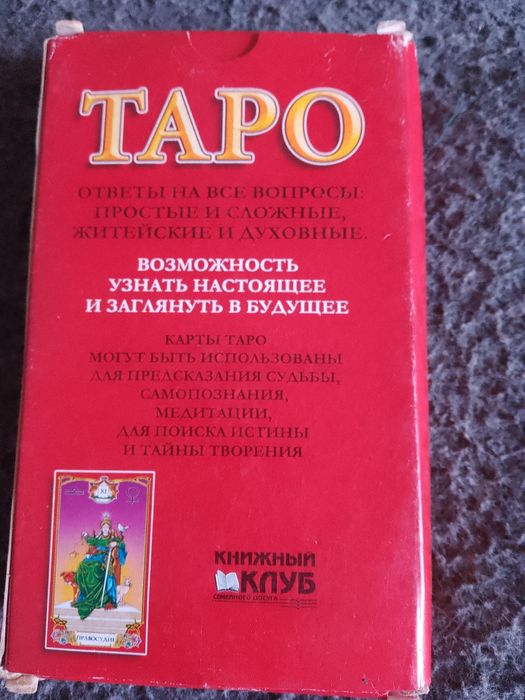 ТАРО
ОТВЕТЫ НА ВСЕ ВОПРОСЫ:
ПРОСТЫЕ И СЛОЖНЫЕ,
ЖИТЕЙСКИЕ И ДУХОВНЫЕ.
ВОЗМОЖНОСТЬ
УЗНАТЬ НАСТОЯЩЕЕ
И ЗАГЛЯНУТЬ В БУДУЩЕЕ
КАРТЫ ТАРО
МОГУТ БЫТЬ ИСПОЛЬЗОВАНЫ
ДЛЯ ПРЕДСКАЗАНИЯ СУДЬБЫ,
САМОПОЗНАНИЯ,
МЕДИТАЦИИ,
ДЛЯ ПОИСКА ИСТИНЫ
И ТАЙНЫ ТВОРЕНИЯ
XI
ПРАВОСУДИЕ
КНИЖНЫЙ
КЛУБ
СЕМЕЙНОГО ДОСУГА